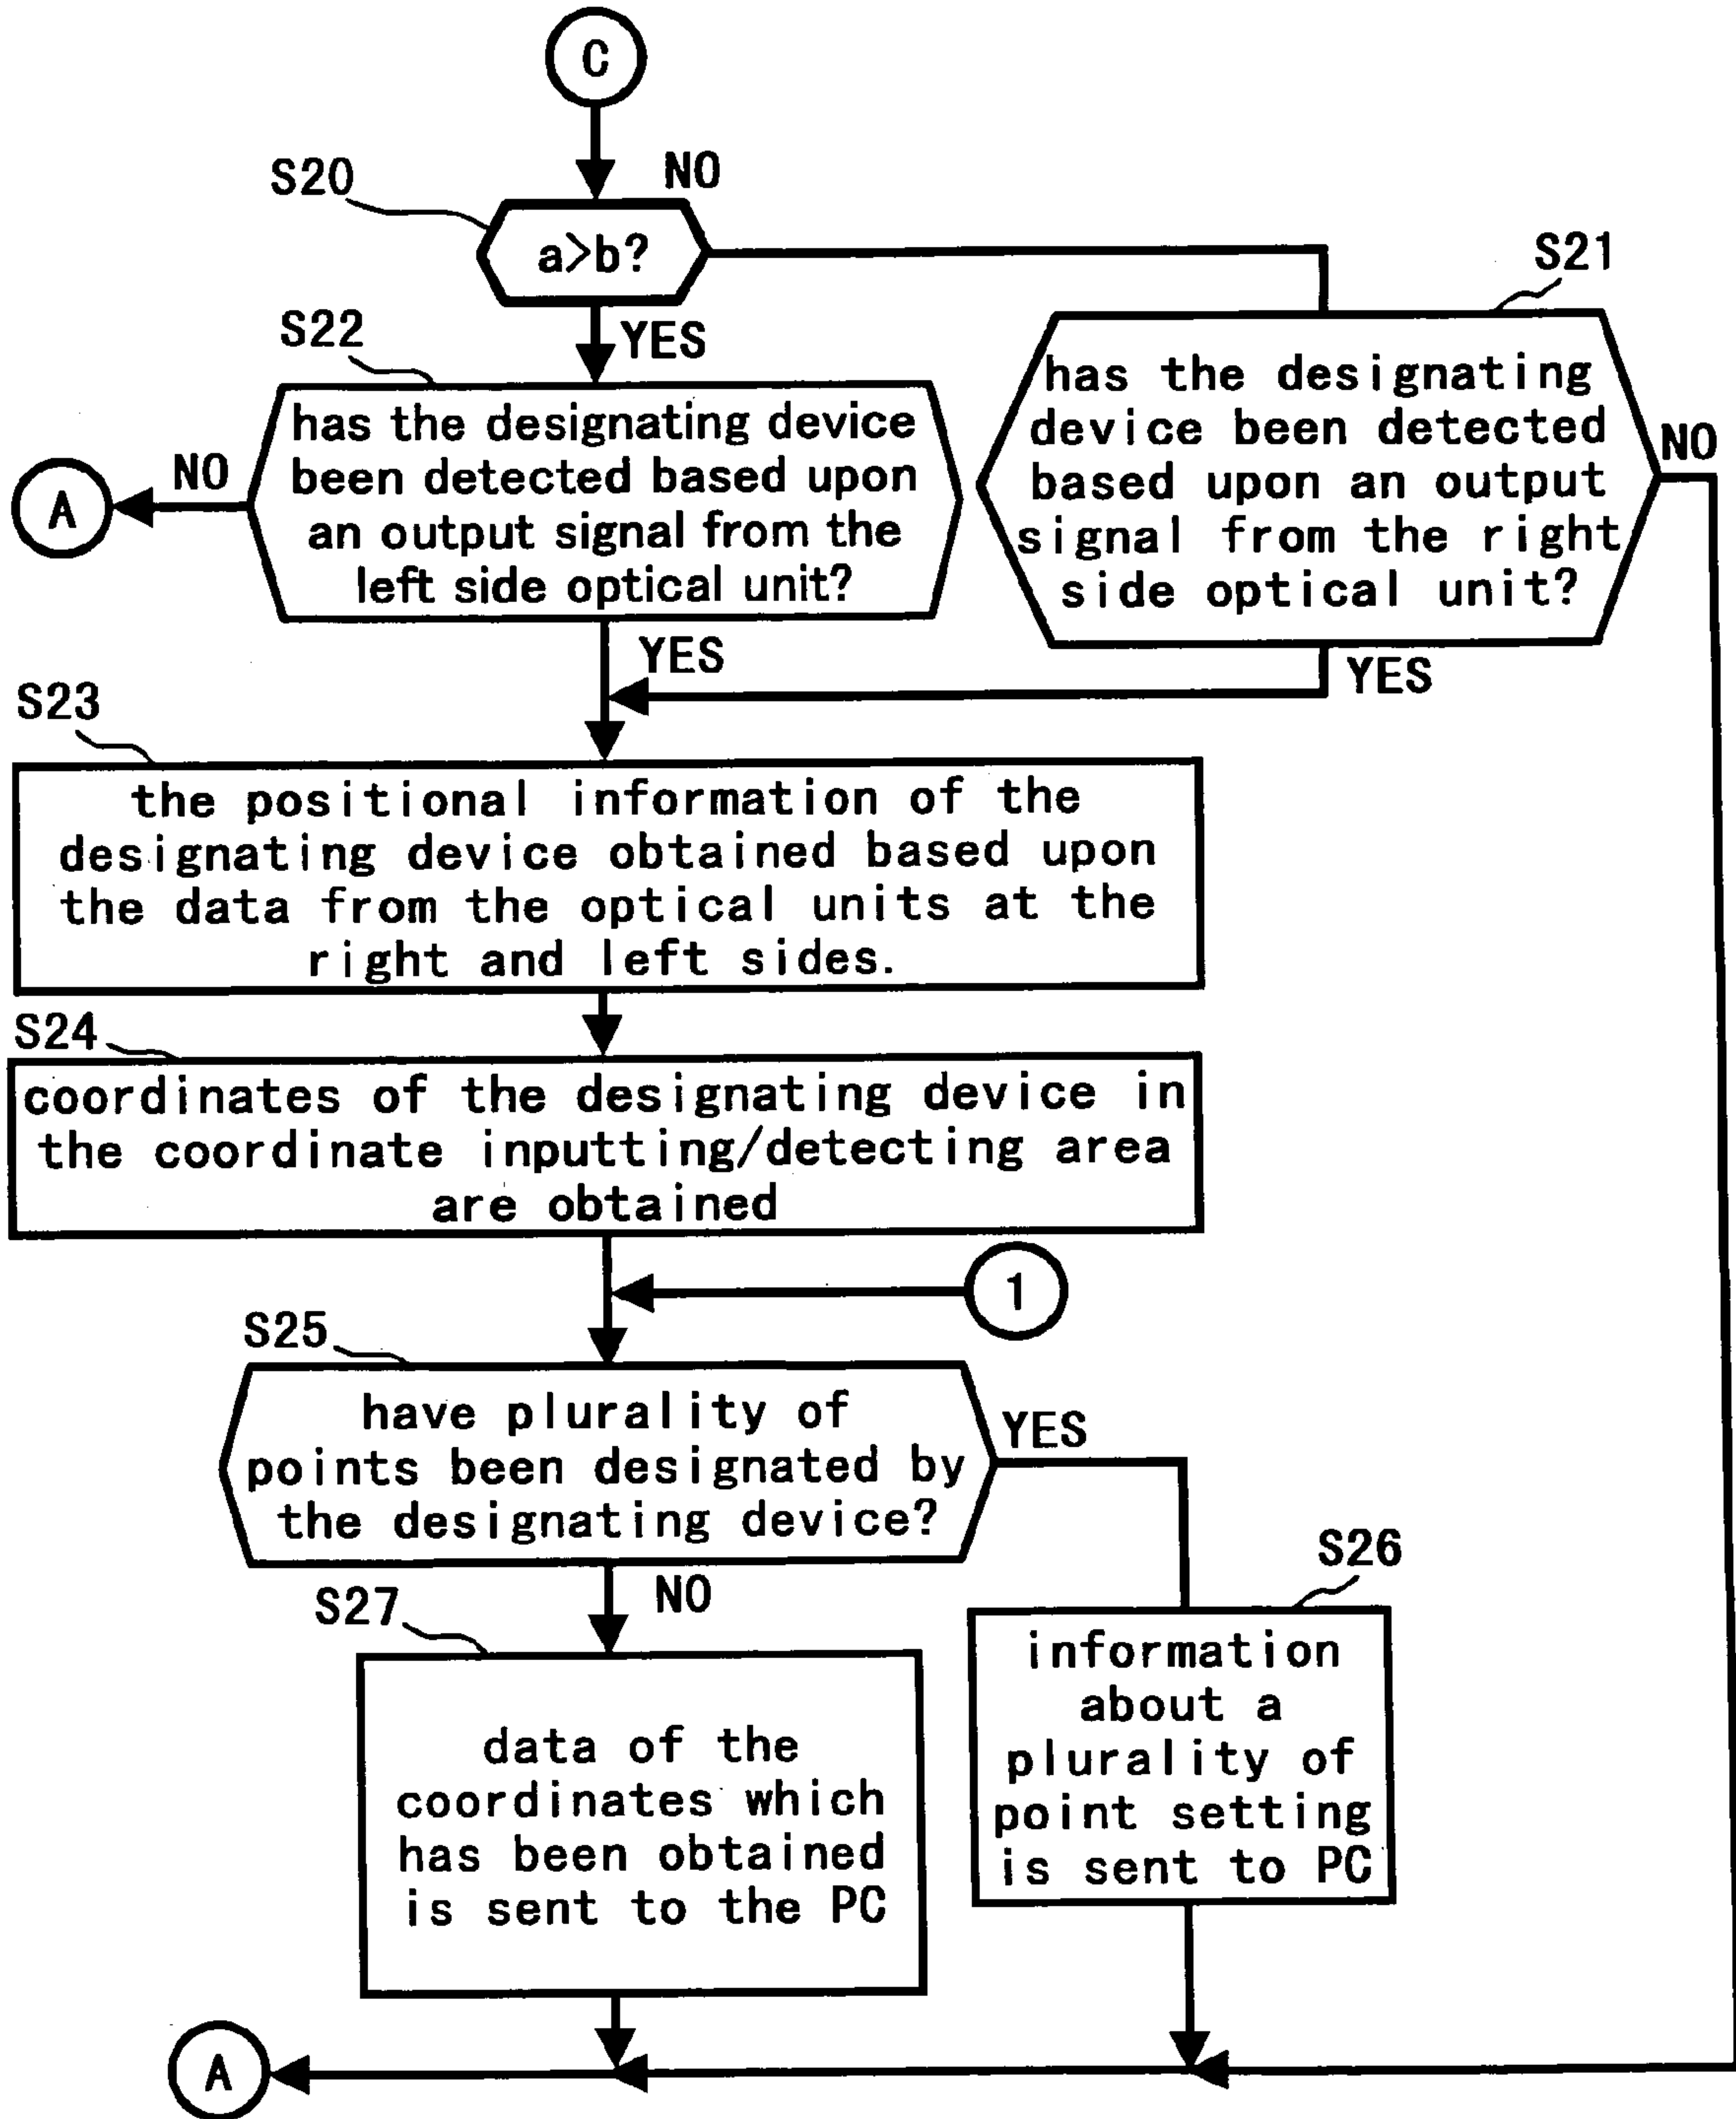 C
NO
S20
a>b?
S21
S22
YES
has the designating device
been detected based upon
an output signal from the
left side optical unit?
has the designating
device been detected
based upon an output
signal from the right
side optical unit?
NO
NO
A
YES
YES
S23
the positional information of the
designating device obtained based upon
the data from the optical units at the
right and left sides.
S24
coordinates of the designating device in
the coordinate inputting/detecting area
are obtained
1
S25
have plurality of
points been designated by
the designating device?
YES
S26
S27
NO
information
about a
plurality of
point setting
is sent to PC
data of the
coordinates which
has been obtained
is sent to the PC
A